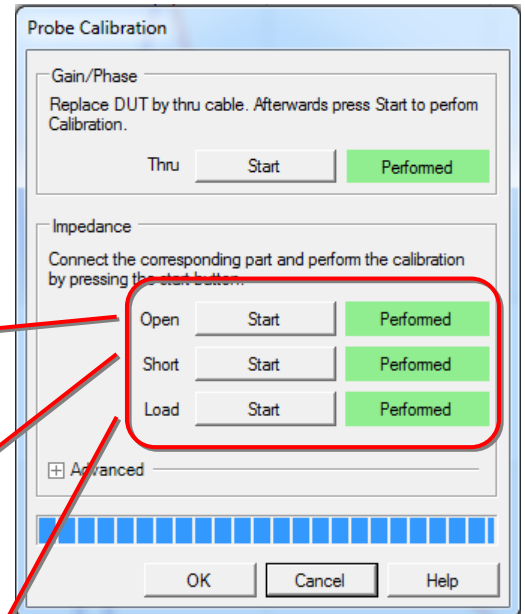 Probe Calibration
Gain/Phase
Replace DUT by thru cable. Afterwards press Start to perfom
Calibration.
Thru Start Performed
Impedance
Connect the corresponding part and perform the calibration
by pressing the start button.
Open Start Performed
Short Start Performed
Load Start Performed
Advanced
OK Cancel Help